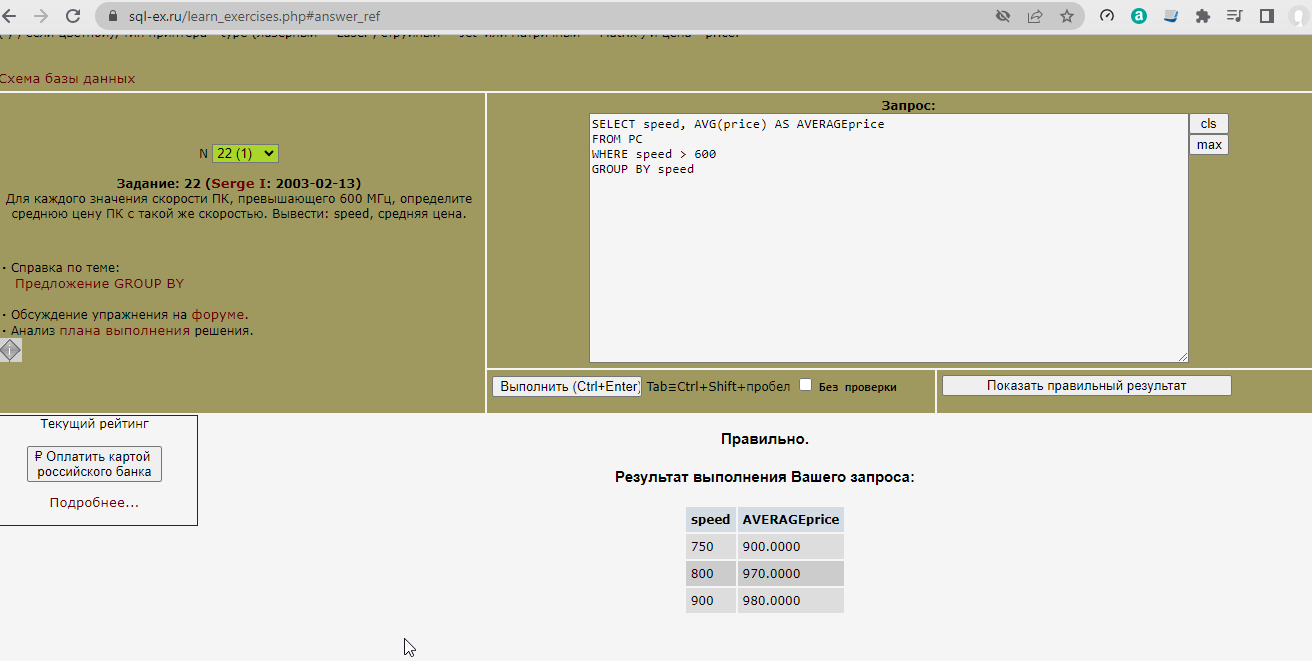 sql-ex.ru/learn_exercises.php#answer_ref
Схема базы данных
N 22 (1)
Задание: 22 (Serge I: 2003-02-13)
Для каждого значения скорости ПК, превышающего 600 МГц, определите
среднюю цену ПК с такой же скоростью. Вывести: speed, средняя цена.
· Справка по теме:
Предложение GROUP BY
· Обсуждение упражнения на форуме.
· Анализ плана выполнения решения.
Запрос:
SELECT speed, AVG(price) AS AVERAGEprice
FROM PC
WHERE speed > 600
GROUP BY speed
cls
max
Выполнить (Ctrl+Enter) Tab≡Ctrl+Shift+пробел Без проверки
Показать правильный результат
Текущий рейтинг
₽ Оплатить картой
российского банка
Подробнее...
Правильно.
Результат выполнения Вашего запроса:
speed AVERAGEprice
750 900.0000
800 970.0000
900 980.0000